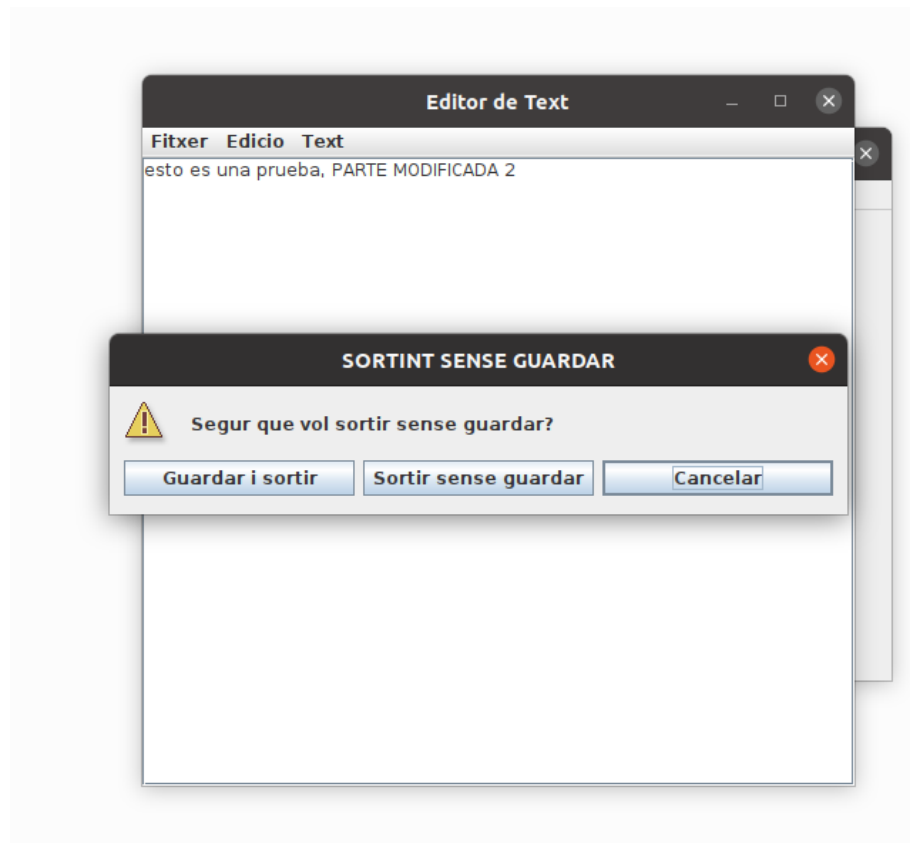 Editor de Text
Fitxer Edicio Text
esto es una prueba, PARTE MODIFICADA 2
SORTINT SENSE GUARDAR
Segur que vol sortir sense guardar?
Guardar i sortir Sortir sense guardar Cancelar